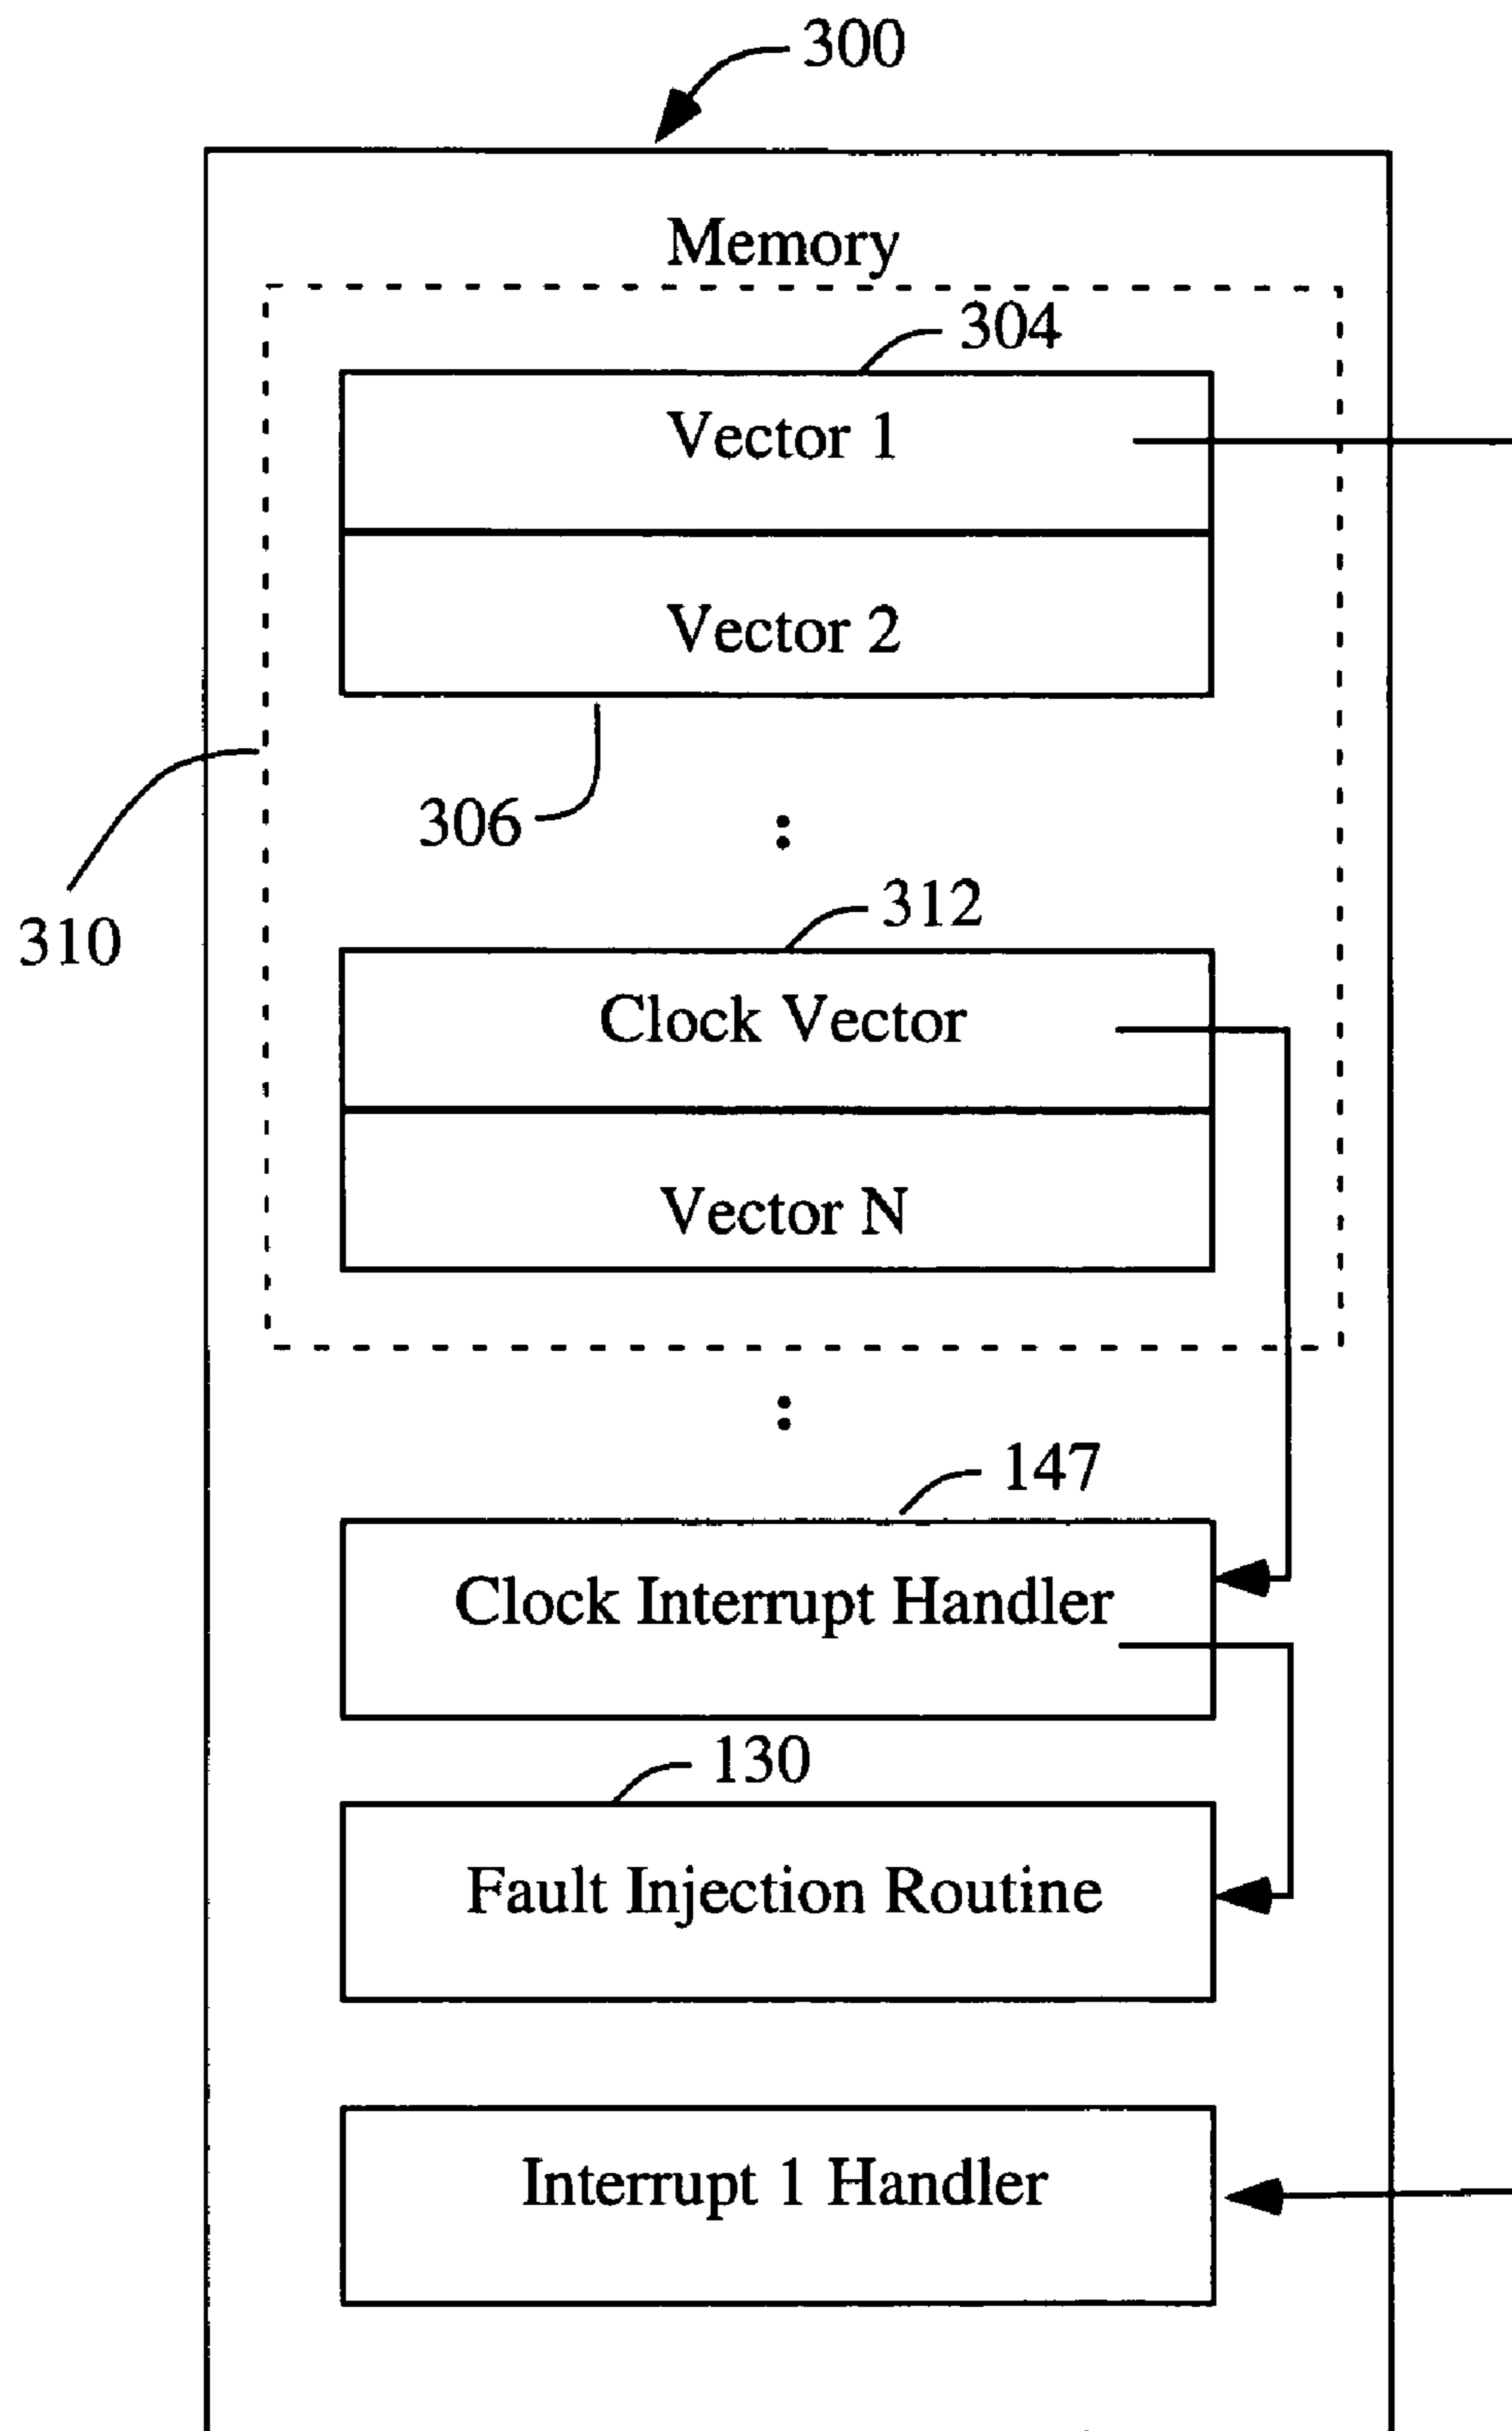 300
Memory
304
Vector 1
Vector 2
306
:
310
312
Clock Vector
Vector N
:
147
Clock Interrupt Handler
130
Fault Injection Routine
Interrupt 1 Handler